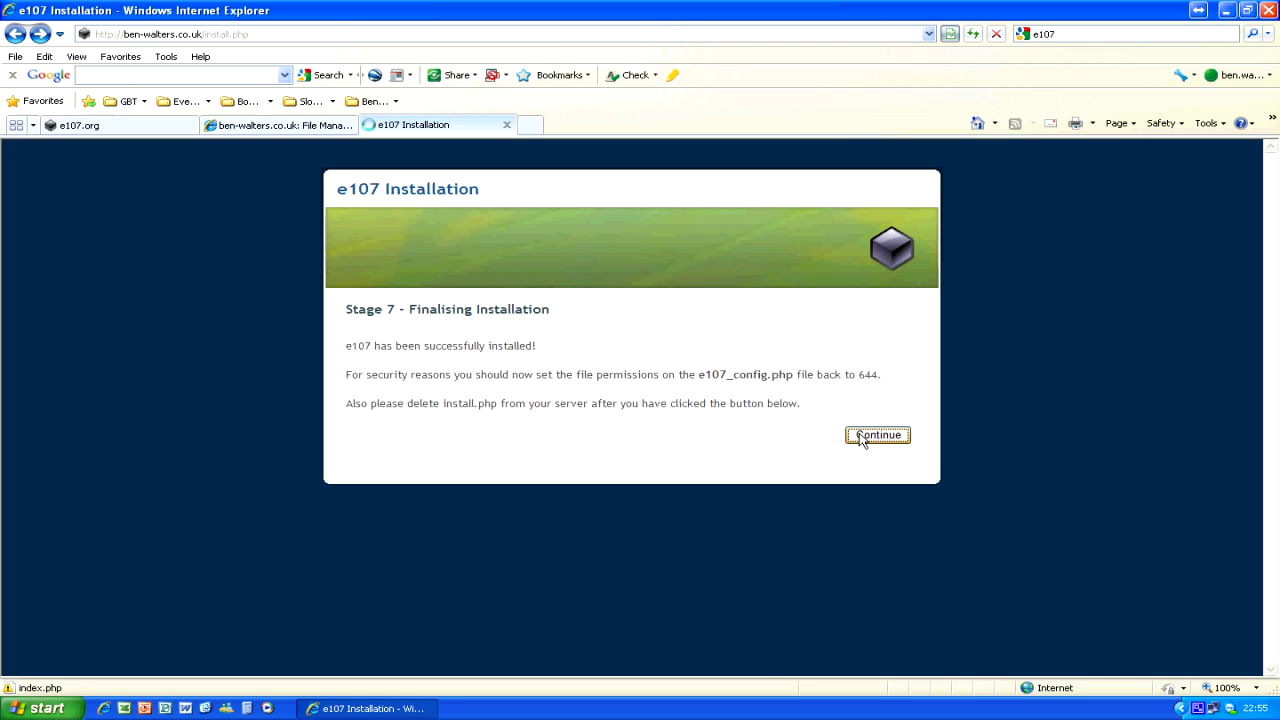 e107 Installation - Windows Internet Explorer
http://ben-walters.co.uk/install.php
e107
File Edit View Favorites Tools Help
Google Search Share Bookmarks Check ben.wa...
Favorites GBT Eve... Bo... Slo... Ben...
e107.org ben-walters.co.uk: File Mana... e107 Installation Page Safety Tools
e107 Installation
Stage 7 - Finalising Installation
e107 has been successfully installed!
For security reasons you should now set the file permissions on the e107_config.php file back to 644.
Also please delete install.php from your server after you have clicked the button below.
Continue
index.php Internet 100%
start e107 Installation - Wi... 22:55